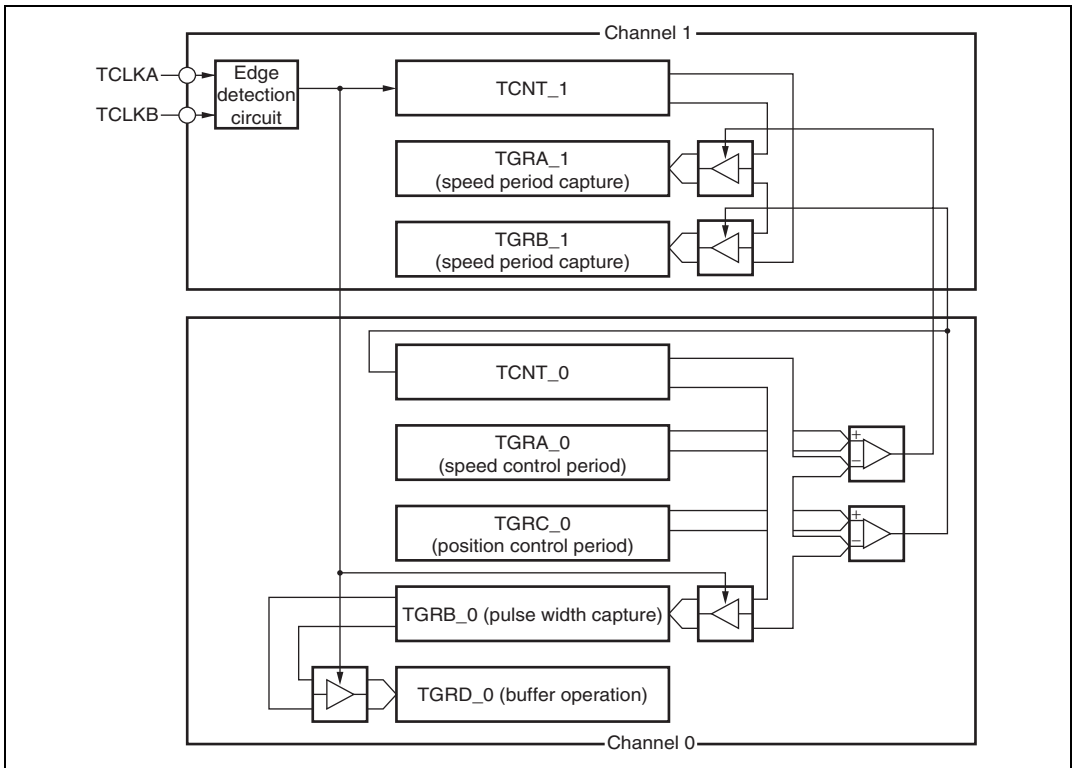 Channel 1
TCLKA
TCLKB
Edge
detection
circuit
TCNT_1
TGRA_1
(speed period capture)
TGRB_1
(speed period capture)
TCNT_0
TGRA_0
(speed control period)
+
−
TGRC_0
(position control period)
+
−
TGRB_0 (pulse width capture)
TGRD_0 (buffer operation)
Channel 0